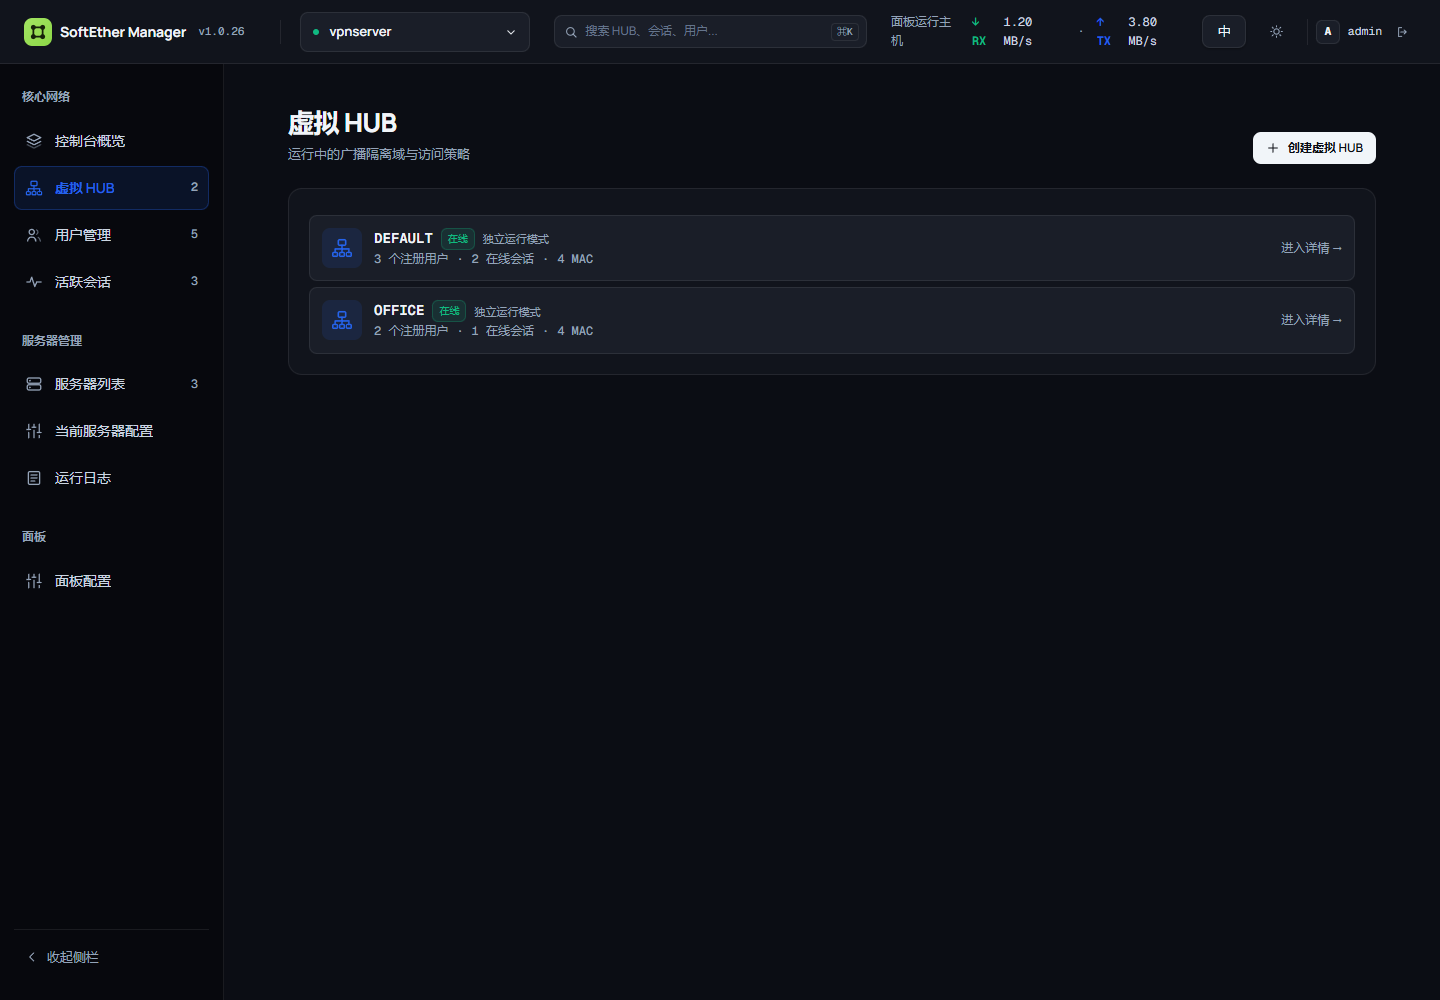 SoftEther Manager v1.0.26
vpnserver
搜索 HUB、会话、用户... ⌘K
面板运行主机
↓ RX 1.20 MB/s
·
↑ TX 3.80 MB/s
中
A admin
核心网络
控制台概览
虚拟 HUB 2
用户管理 5
活跃会话 3
服务器管理
服务器列表 3
当前服务器配置
运行日志
面板
面板配置
收起侧栏
虚拟 HUB
运行中的广播隔离域与访问策略
创建虚拟 HUB
DEFAULT 在线 独立运行模式
3 个注册用户 · 2 在线会话 · 4 MAC
进入详情 →
OFFICE 在线 独立运行模式
2 个注册用户 · 1 在线会话 · 4 MAC
进入详情 →